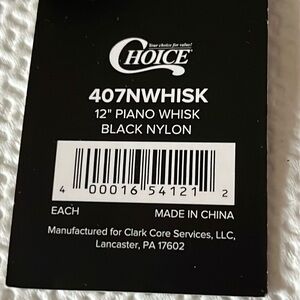 Your choice for value!
CHOICE
407NWHISK
12" PIANO WHISK
BLACK NYLON
4 00016 54121 2
EACH MADE IN CHINA
Manufactured for Clark Core Services, LLC,
Lancaster, PA 17602